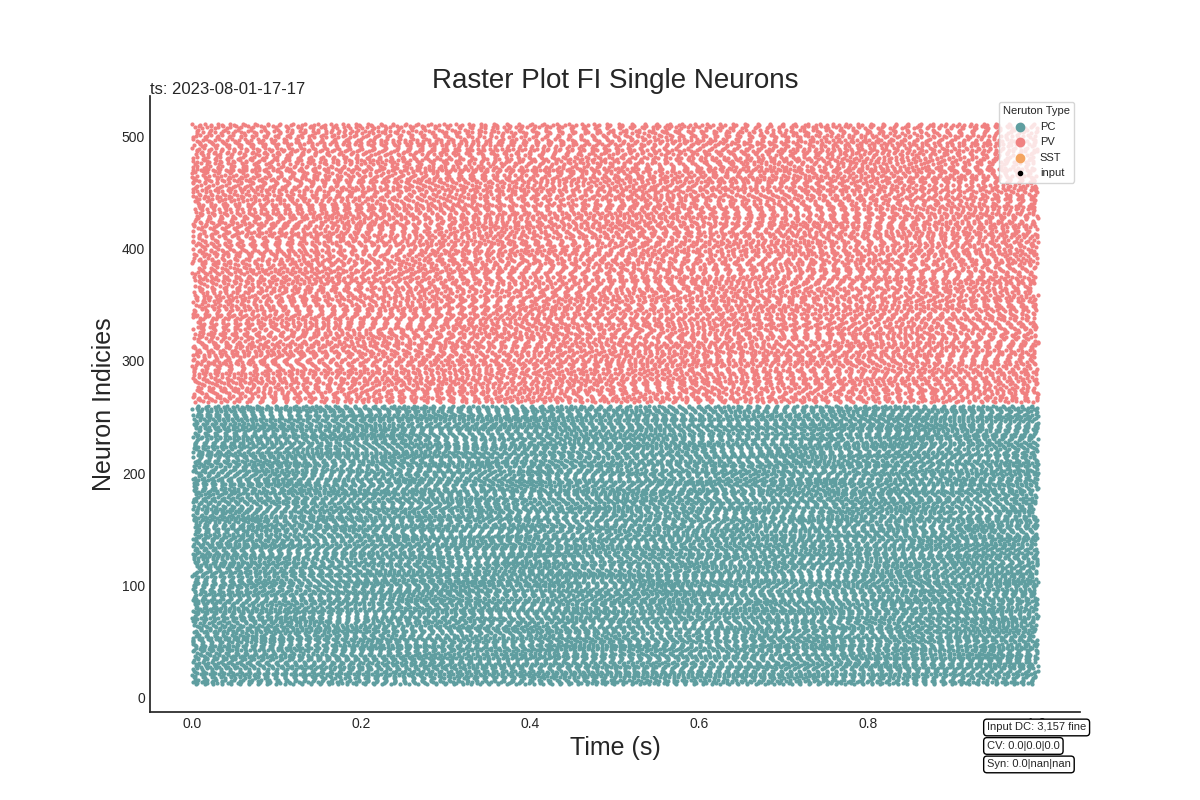 Raster Plot FI Single Neurons
ts: 2023-08-01-17-17
Neruton Type
PC
PV
SST
input
500
400
300
200
100
0
Neuron Indicies
0.0 0.2 0.4 0.6 0.8
Time (s)
Input DC: 3,157 fine
CV: 0.0|0.0|0.0
Syn: 0.0|nan|nan